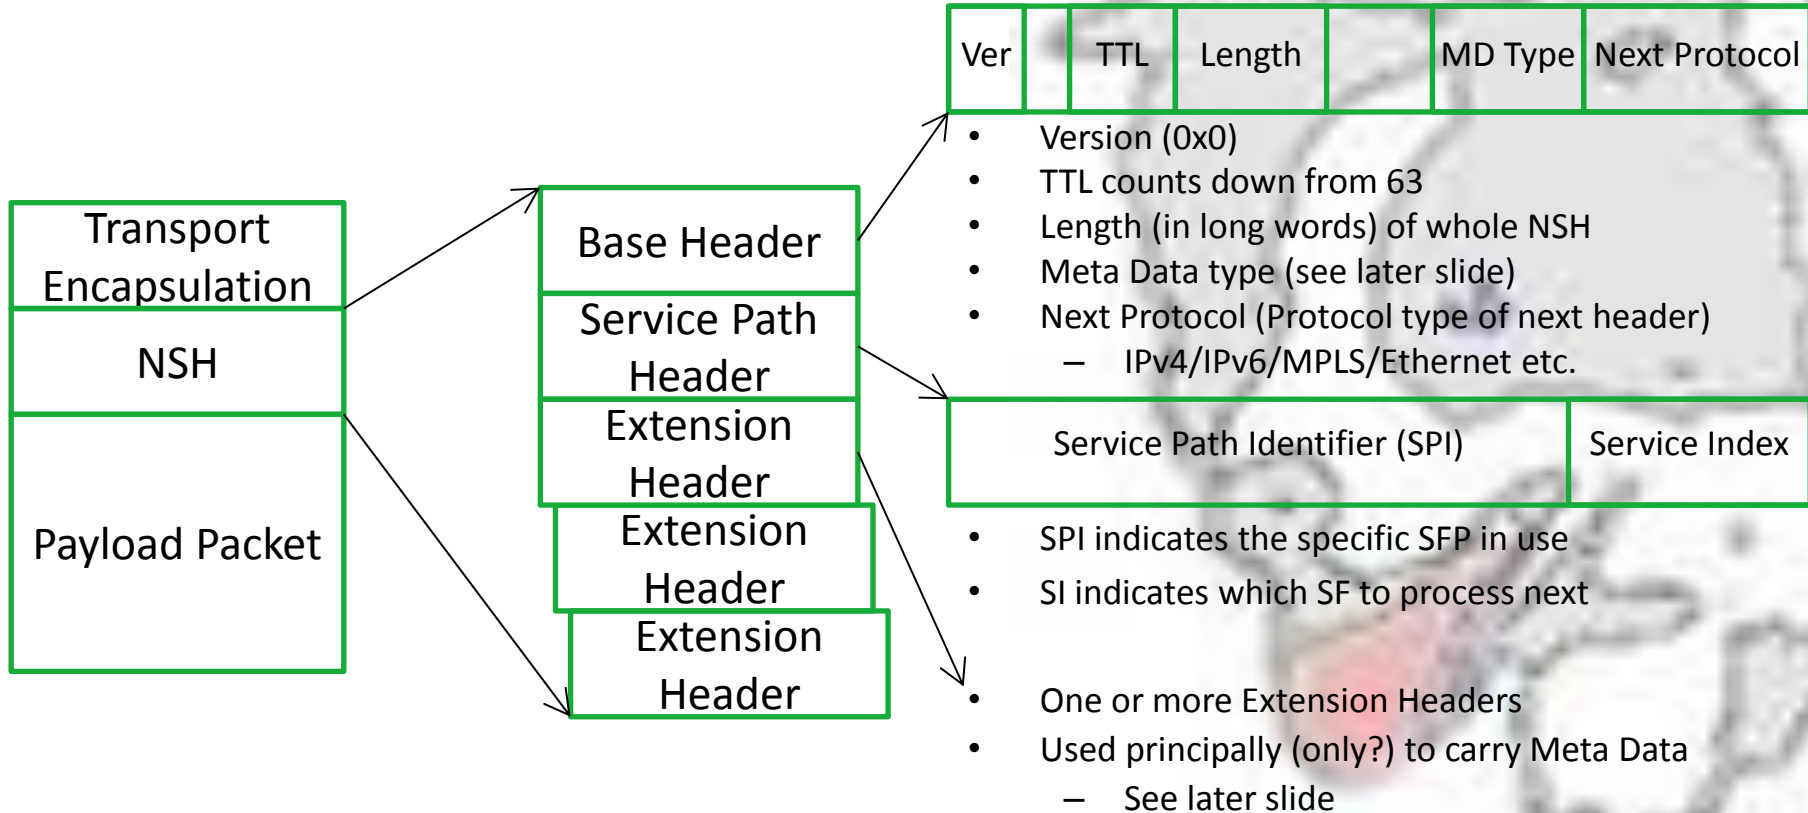 Transport
Encapsulation
NSH
Payload Packet
Base Header
Service Path
Header
Extension
Header
Extension
Header
Extension
Header
Ver TTL Length MD Type Next Protocol
• Version (0x0)
• TTL counts down from 63
• Length (in long words) of whole NSH
• Meta Data type (see later slide)
• Next Protocol (Protocol type of next header)
– IPv4/IPv6/MPLS/Ethernet etc.
Service Path Identifier (SPI) Service Index
• SPI indicates the specific SFP in use
• SI indicates which SF to process next
• One or more Extension Headers
• Used principally (only?) to carry Meta Data
– See later slide